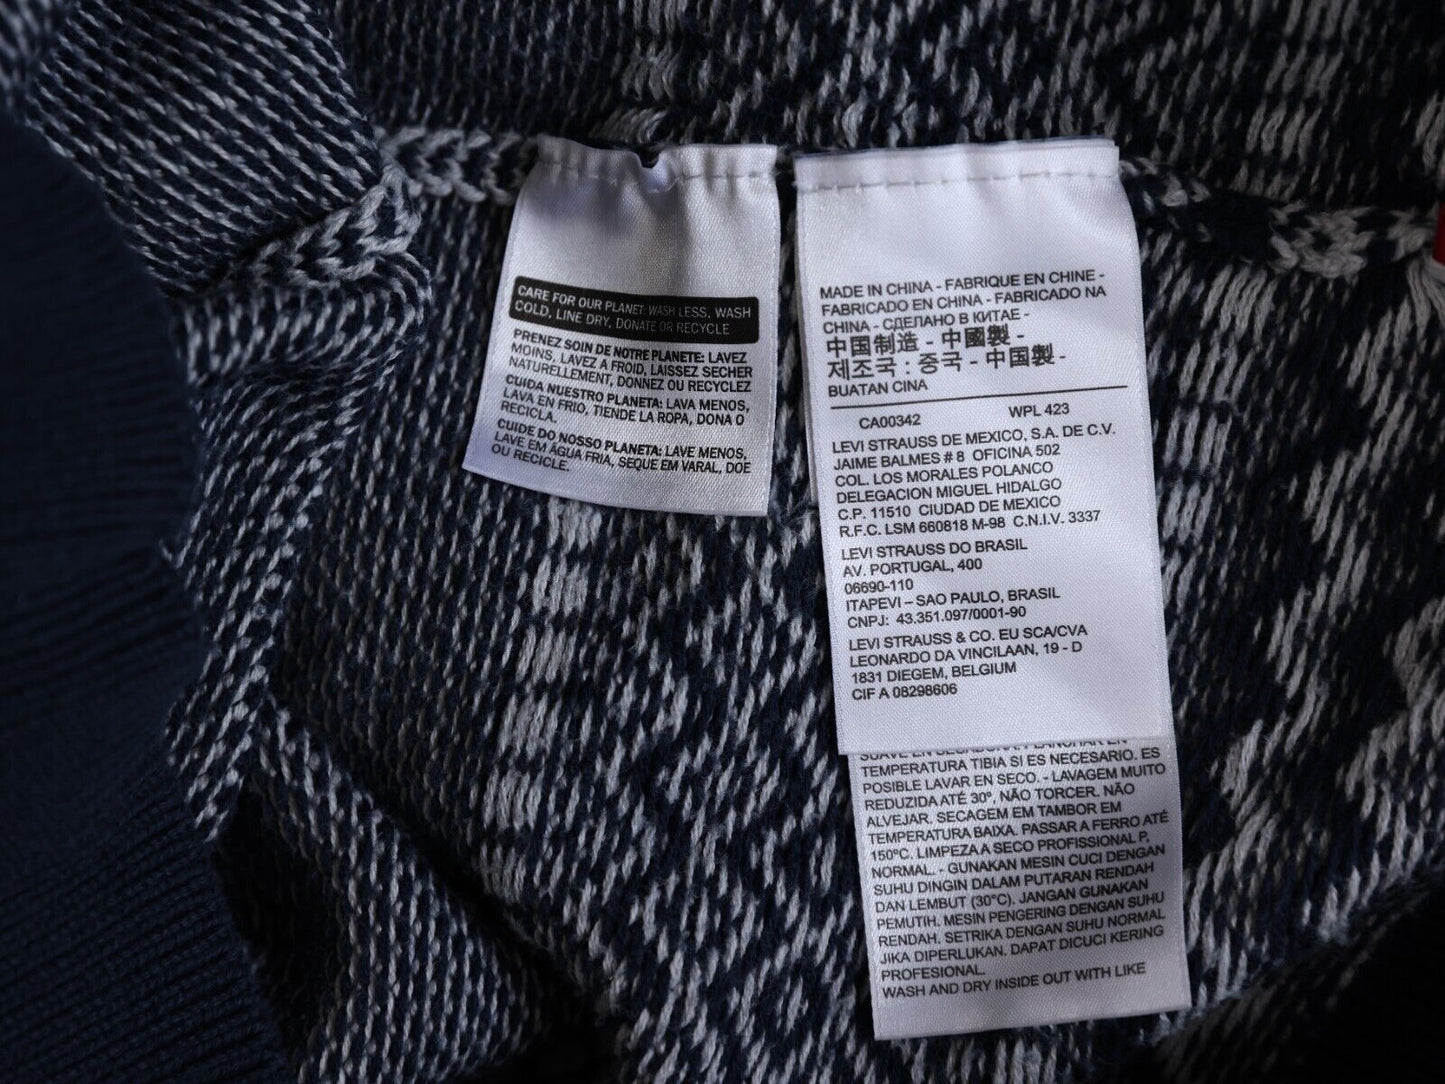 CARE FOR OUR PLANET: WASH LESS, WASH
COLD, LINE DRY, DONATE OR RECYCLE
PRENEZ SOIN DE NOTRE PLANETE: LAVEZ
MOINS, LAVEZ A FROID, LAISSEZ SECHER
NATURELLEMENT, DONNEZ OU RECYCLEZ
CUIDA NUESTRO PLANETA: LAVA MENOS,
LAVA EN FRIO, TIENDE LA ROPA, DONA O
RECICLA.
CUIDE DO NOSSO PLANETA: LAVE MENOS,
LAVE EM ÁGUA FRIA, SEQUE EM VARAL, DOE
OU RECICLE.
MADE IN CHINA - FABRIQUE EN CHINE -
FABRICADO EN CHINA - FABRICADO NA
CHINA - СДЕЛАНО В КИТАЕ -
中国制造 - 中國製 -
제조국 : 중국 - 中国製 -
BUATAN CINA
CA00342 WPL 423
LEVI STRAUSS DE MEXICO, S.A. DE C.V.
JAIME BALMES # 8 OFICINA 502
COL. LOS MORALES POLANCO
DELEGACION MIGUEL HIDALGO
C.P. 11510 CIUDAD DE MEXICO
R.F.C. LSM 660818 M-98 C.N.I.V. 3337
LEVI STRAUSS DO BRASIL
AV. PORTUGAL, 400
06690-110
ITAPEVI – SAO PAULO, BRASIL
CNPJ: 43.351.097/0001-90
LEVI STRAUSS & CO. EU SCA/CVA
LEONARDO DA VINCILAAN, 19 - D
1831 DIEGEM, BELGIUM
CIF A 08298606
SUAVE EN SECADORA. PLANCHAR EN
TEMPERATURA TIBIA SI ES NECESARIO. ES
POSIBLE LAVAR EN SECO. - LAVAGEM MUITO
REDUZIDA ATÉ 30º, NÃO TORCER. NÃO
ALVEJAR. SECAGEM EM TAMBOR EM
TEMPERATURA BAIXA. PASSAR A FERRO ATÉ
150ºC. LIMPEZA A SECO PROFISSIONAL P,
NORMAL. - GUNAKAN MESIN CUCI DENGAN
SUHU DINGIN DALAM PUTARAN RENDAH
DAN LEMBUT (30°C). JANGAN GUNAKAN
PEMUTIH. MESIN PENGERING DENGAN SUHU
RENDAH. SETRIKA DENGAN SUHU NORMAL
JIKA DIPERLUKAN. DAPAT DICUCI KERING
PROFESIONAL.
WASH AND DRY INSIDE OUT WITH LIKE